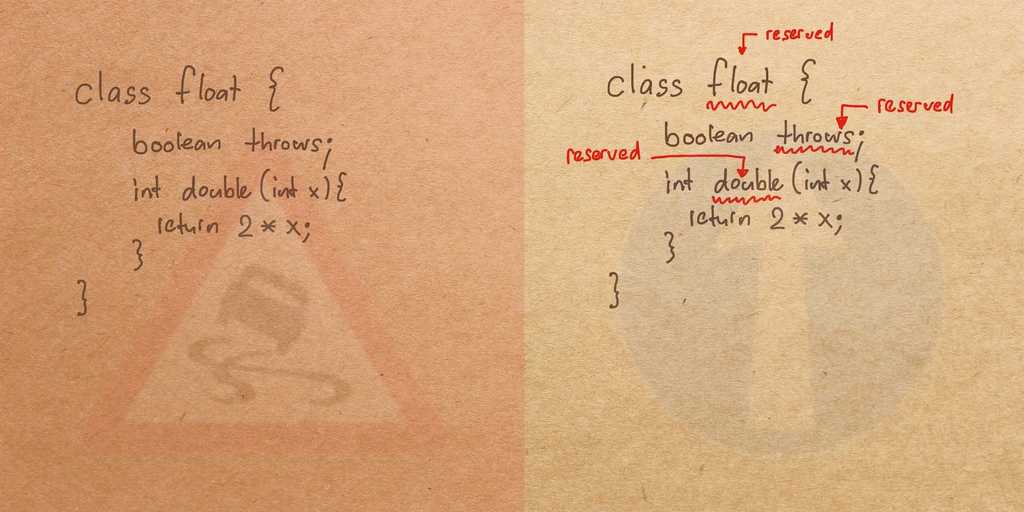 class float {
boolean throws;
int double (int x) {
return 2 * x;
}
}
reserved
class float {
reserved
boolean throws;
reserved
int double (int x) {
return 2 * x;
}
}